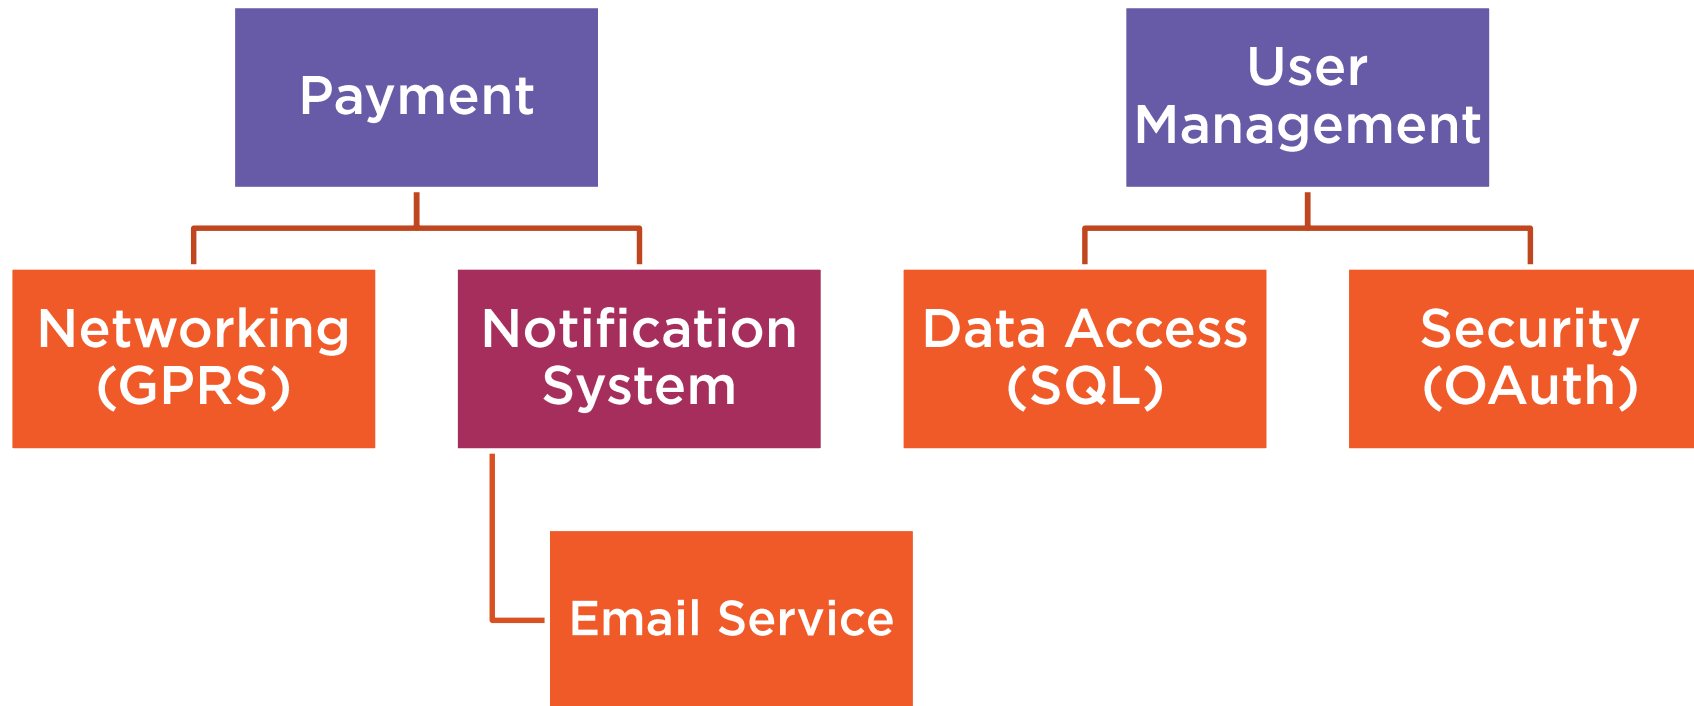 Payment
User
Management
Networking
(GPRS)
Notification
System
Data Access
(SQL)
Security
(OAuth)
Email Service